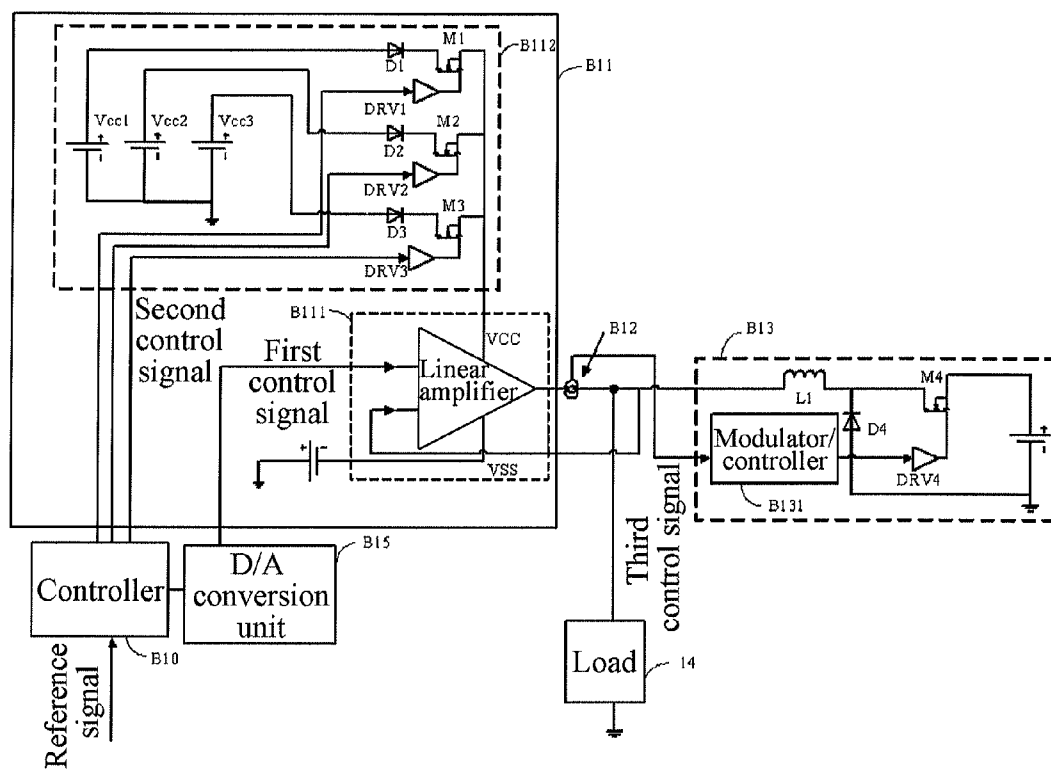 M1
B112
B11
D1
DRV1
Vcc1
Vcc2
Vcc3
M2
D2
DRV2
M3
D3
DRV3
Second
control
signal
B111
First
control
signal
VCC
Linear
amplifier
VSS
B12
B13
L1
M4
D4
Modulator/
controller
DRV4
B131
Third
control signal
B15
Controller
D/A
conversion
unit
B10
Reference
signal
Load
14